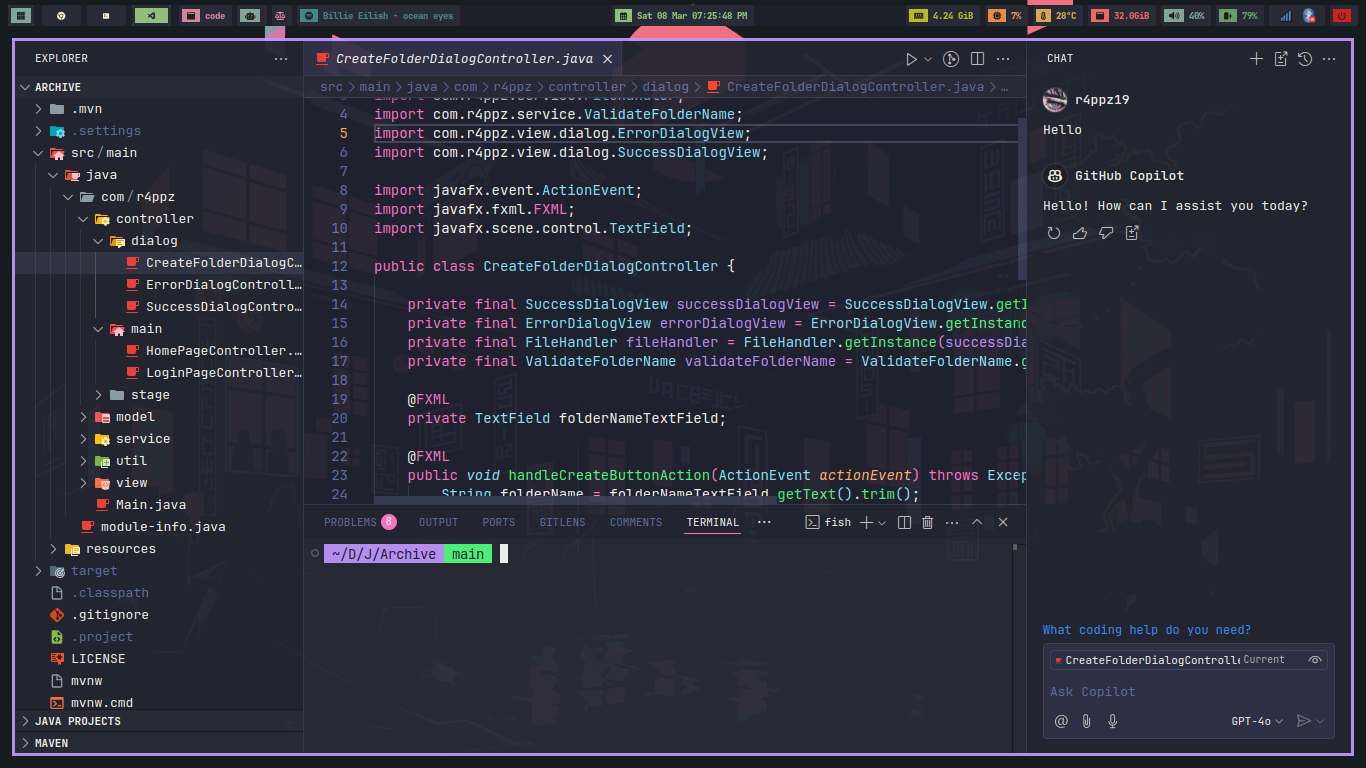 code
Billie Eilish - ocean eyes
Sat 08 Mar 07:25:48 PM
4.24 GiB
7%
28°C
32.0GiB
40%
79%
EXPLORER
ARCHIVE
.mvn
.settings
src/main
java
com/r4ppz
controller
dialog
CreateFolderDialogC…
ErrorDialogControll…
SuccessDialogContro…
main
HomePageController.…
LoginPageController…
stage
model
service
util
view
Main.java
module-info.java
resources
target
.classpath
.gitignore
.project
LICENSE
mvnw
mvnw.cmd
JAVA PROJECTS
MAVEN
CreateFolderDialogController.java
src > main > java > com > r4ppz > controller > dialog > CreateFolderDialogController.java > …
3 import com.r4ppz.service.FileHandler;
4 import com.r4ppz.service.ValidateFolderName;
5 import com.r4ppz.view.dialog.ErrorDialogView;
6 import com.r4ppz.view.dialog.SuccessDialogView;
7
8 import javafx.event.ActionEvent;
9 import javafx.fxml.FXML;
10 import javafx.scene.control.TextField;
11
12 public class CreateFolderDialogController {
13
14 private final SuccessDialogView successDialogView = SuccessDialogView.getI
15 private final ErrorDialogView errorDialogView = ErrorDialogView.getInstanc
16 private final FileHandler fileHandler = FileHandler.getInstance(successDia
17 private final ValidateFolderName validateFolderName = ValidateFolderName.g
18
19 @FXML
20 private TextField folderNameTextField;
21
22 @FXML
23 public void handleCreateButtonAction(ActionEvent actionEvent) throws Excep
24 String folderName = folderNameTextField.getText().trim();
PROBLEMS 8 OUTPUT PORTS GITLENS COMMENTS TERMINAL
fish
~/D/J/Archive main
CHAT
r4ppz19
Hello
GitHub Copilot
Hello! How can I assist you today?
What coding help do you need?
CreateFolderDialogControlle Current
Ask Copilot
GPT-4o